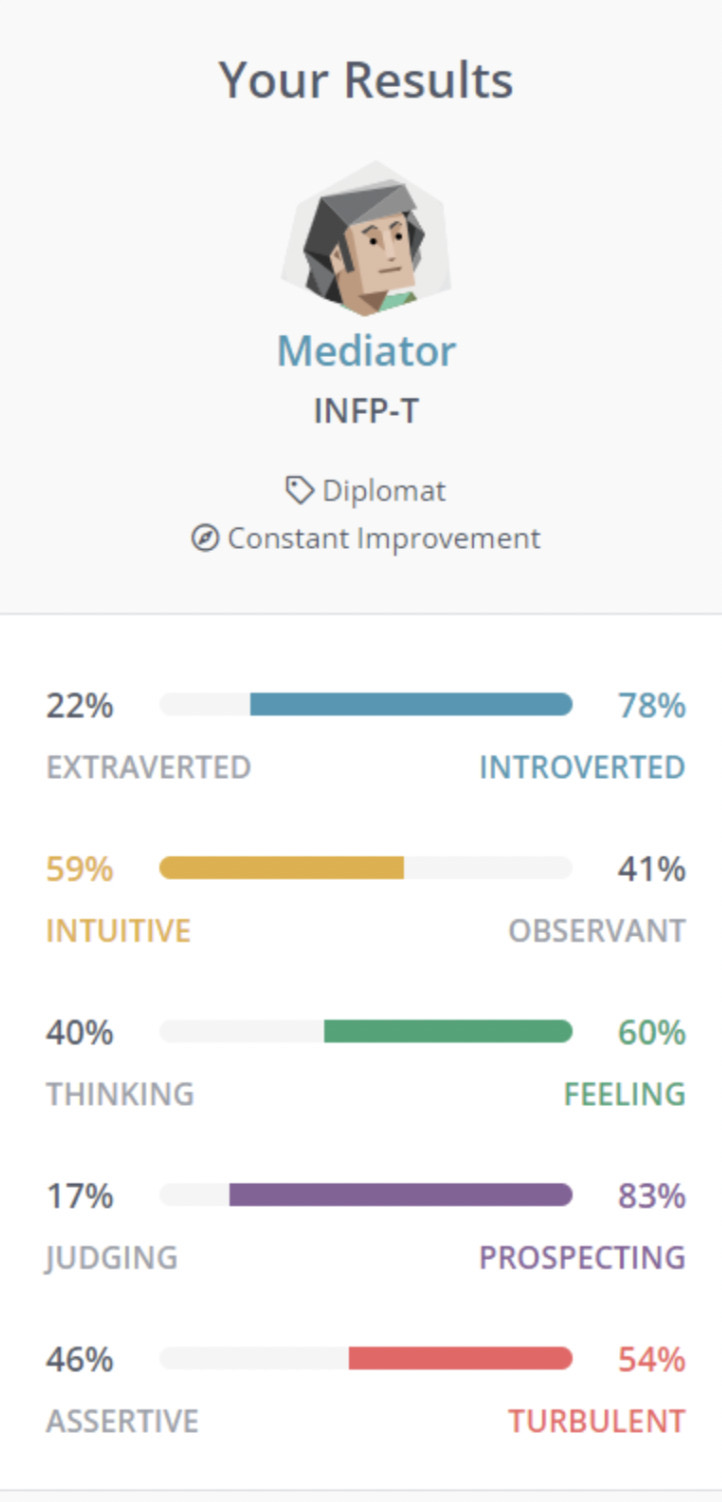 Your Results
Mediator
INFP-T
Diplomat
Constant Improvement
22% 78%
EXTRAVERTED INTROVERTED
59% 41%
INTUITIVE OBSERVANT
40% 60%
THINKING FEELING
17% 83%
JUDGING PROSPECTING
46% 54%
ASSERTIVE TURBULENT